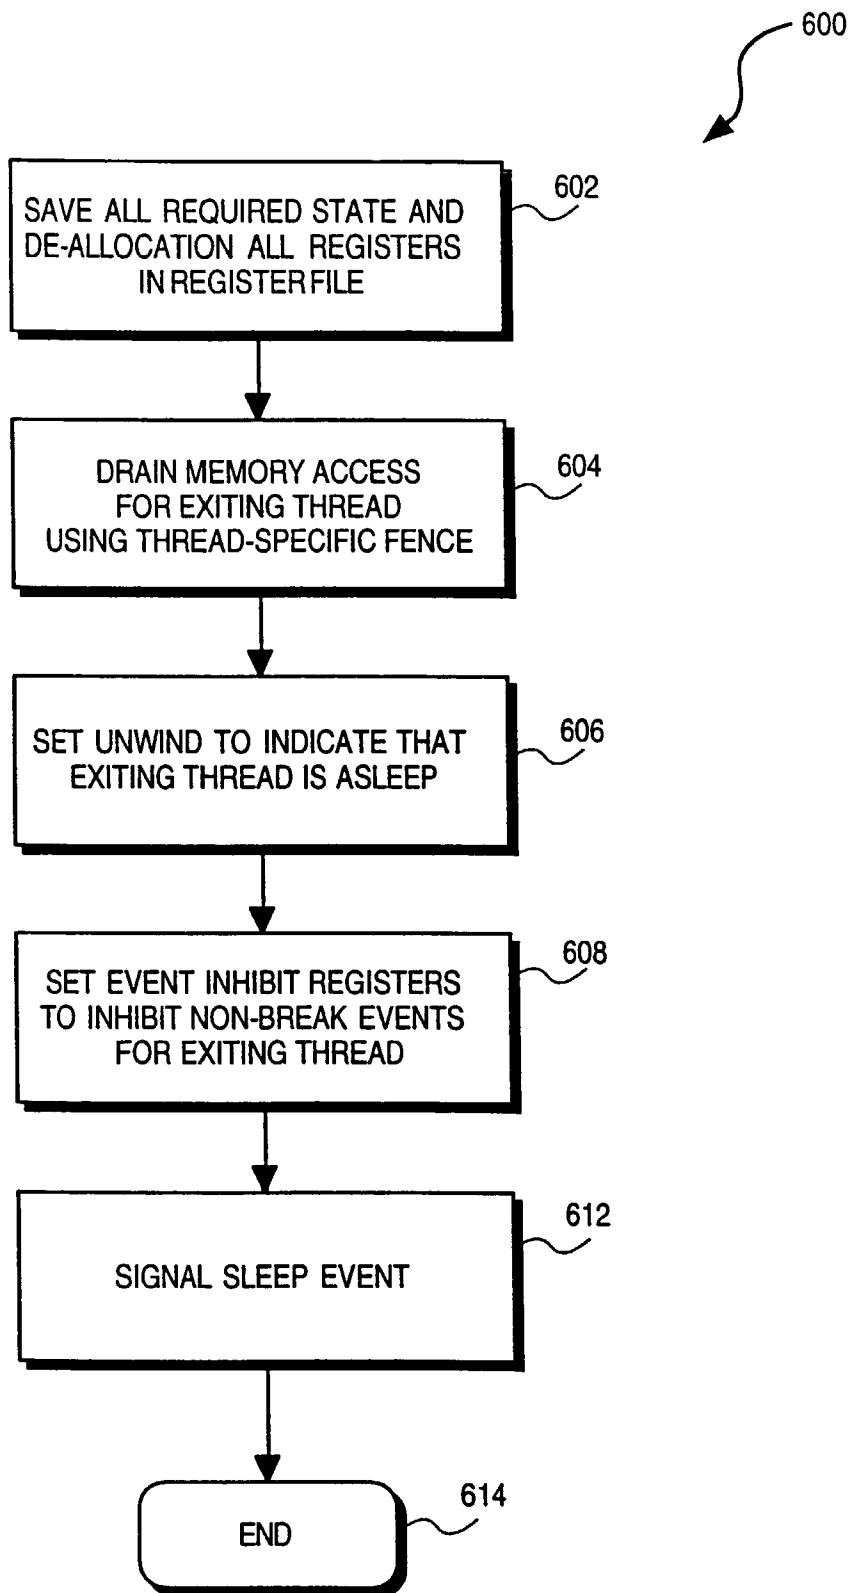 600
602
SAVE ALL REQUIRED STATE AND
DE-ALLOCATION ALL REGISTERS
IN REGISTER FILE
604
DRAIN MEMORY ACCESS
FOR EXITING THREAD
USING THREAD-SPECIFIC FENCE
606
SET UNWIND TO INDICATE THAT
EXITING THREAD IS ASLEEP
608
SET EVENT INHIBIT REGISTERS
TO INHIBIT NON-BREAK EVENTS
FOR EXITING THREAD
612
SIGNAL SLEEP EVENT
614
END